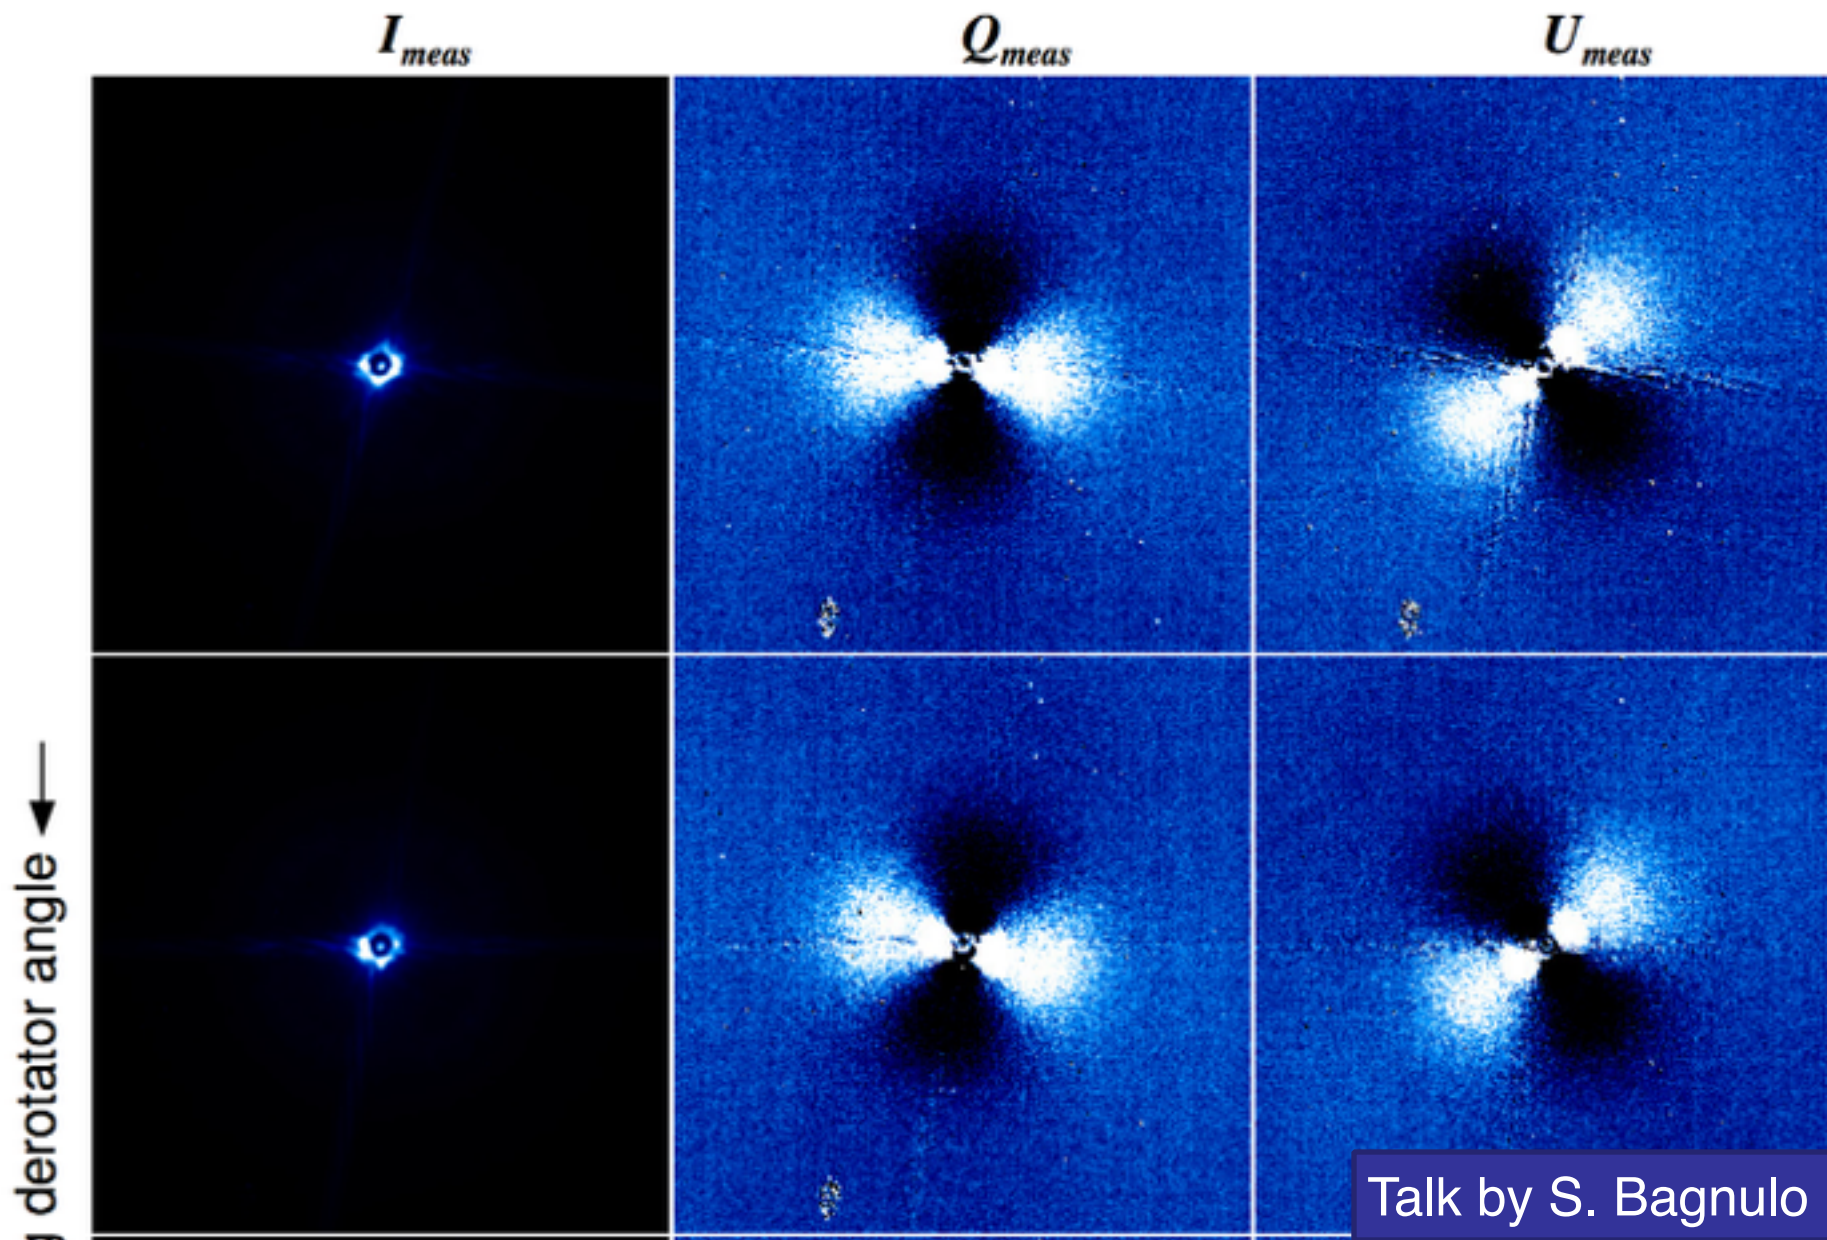 I_meas Q_meas U_meas
derotator angle
Talk by S. Bagnulo